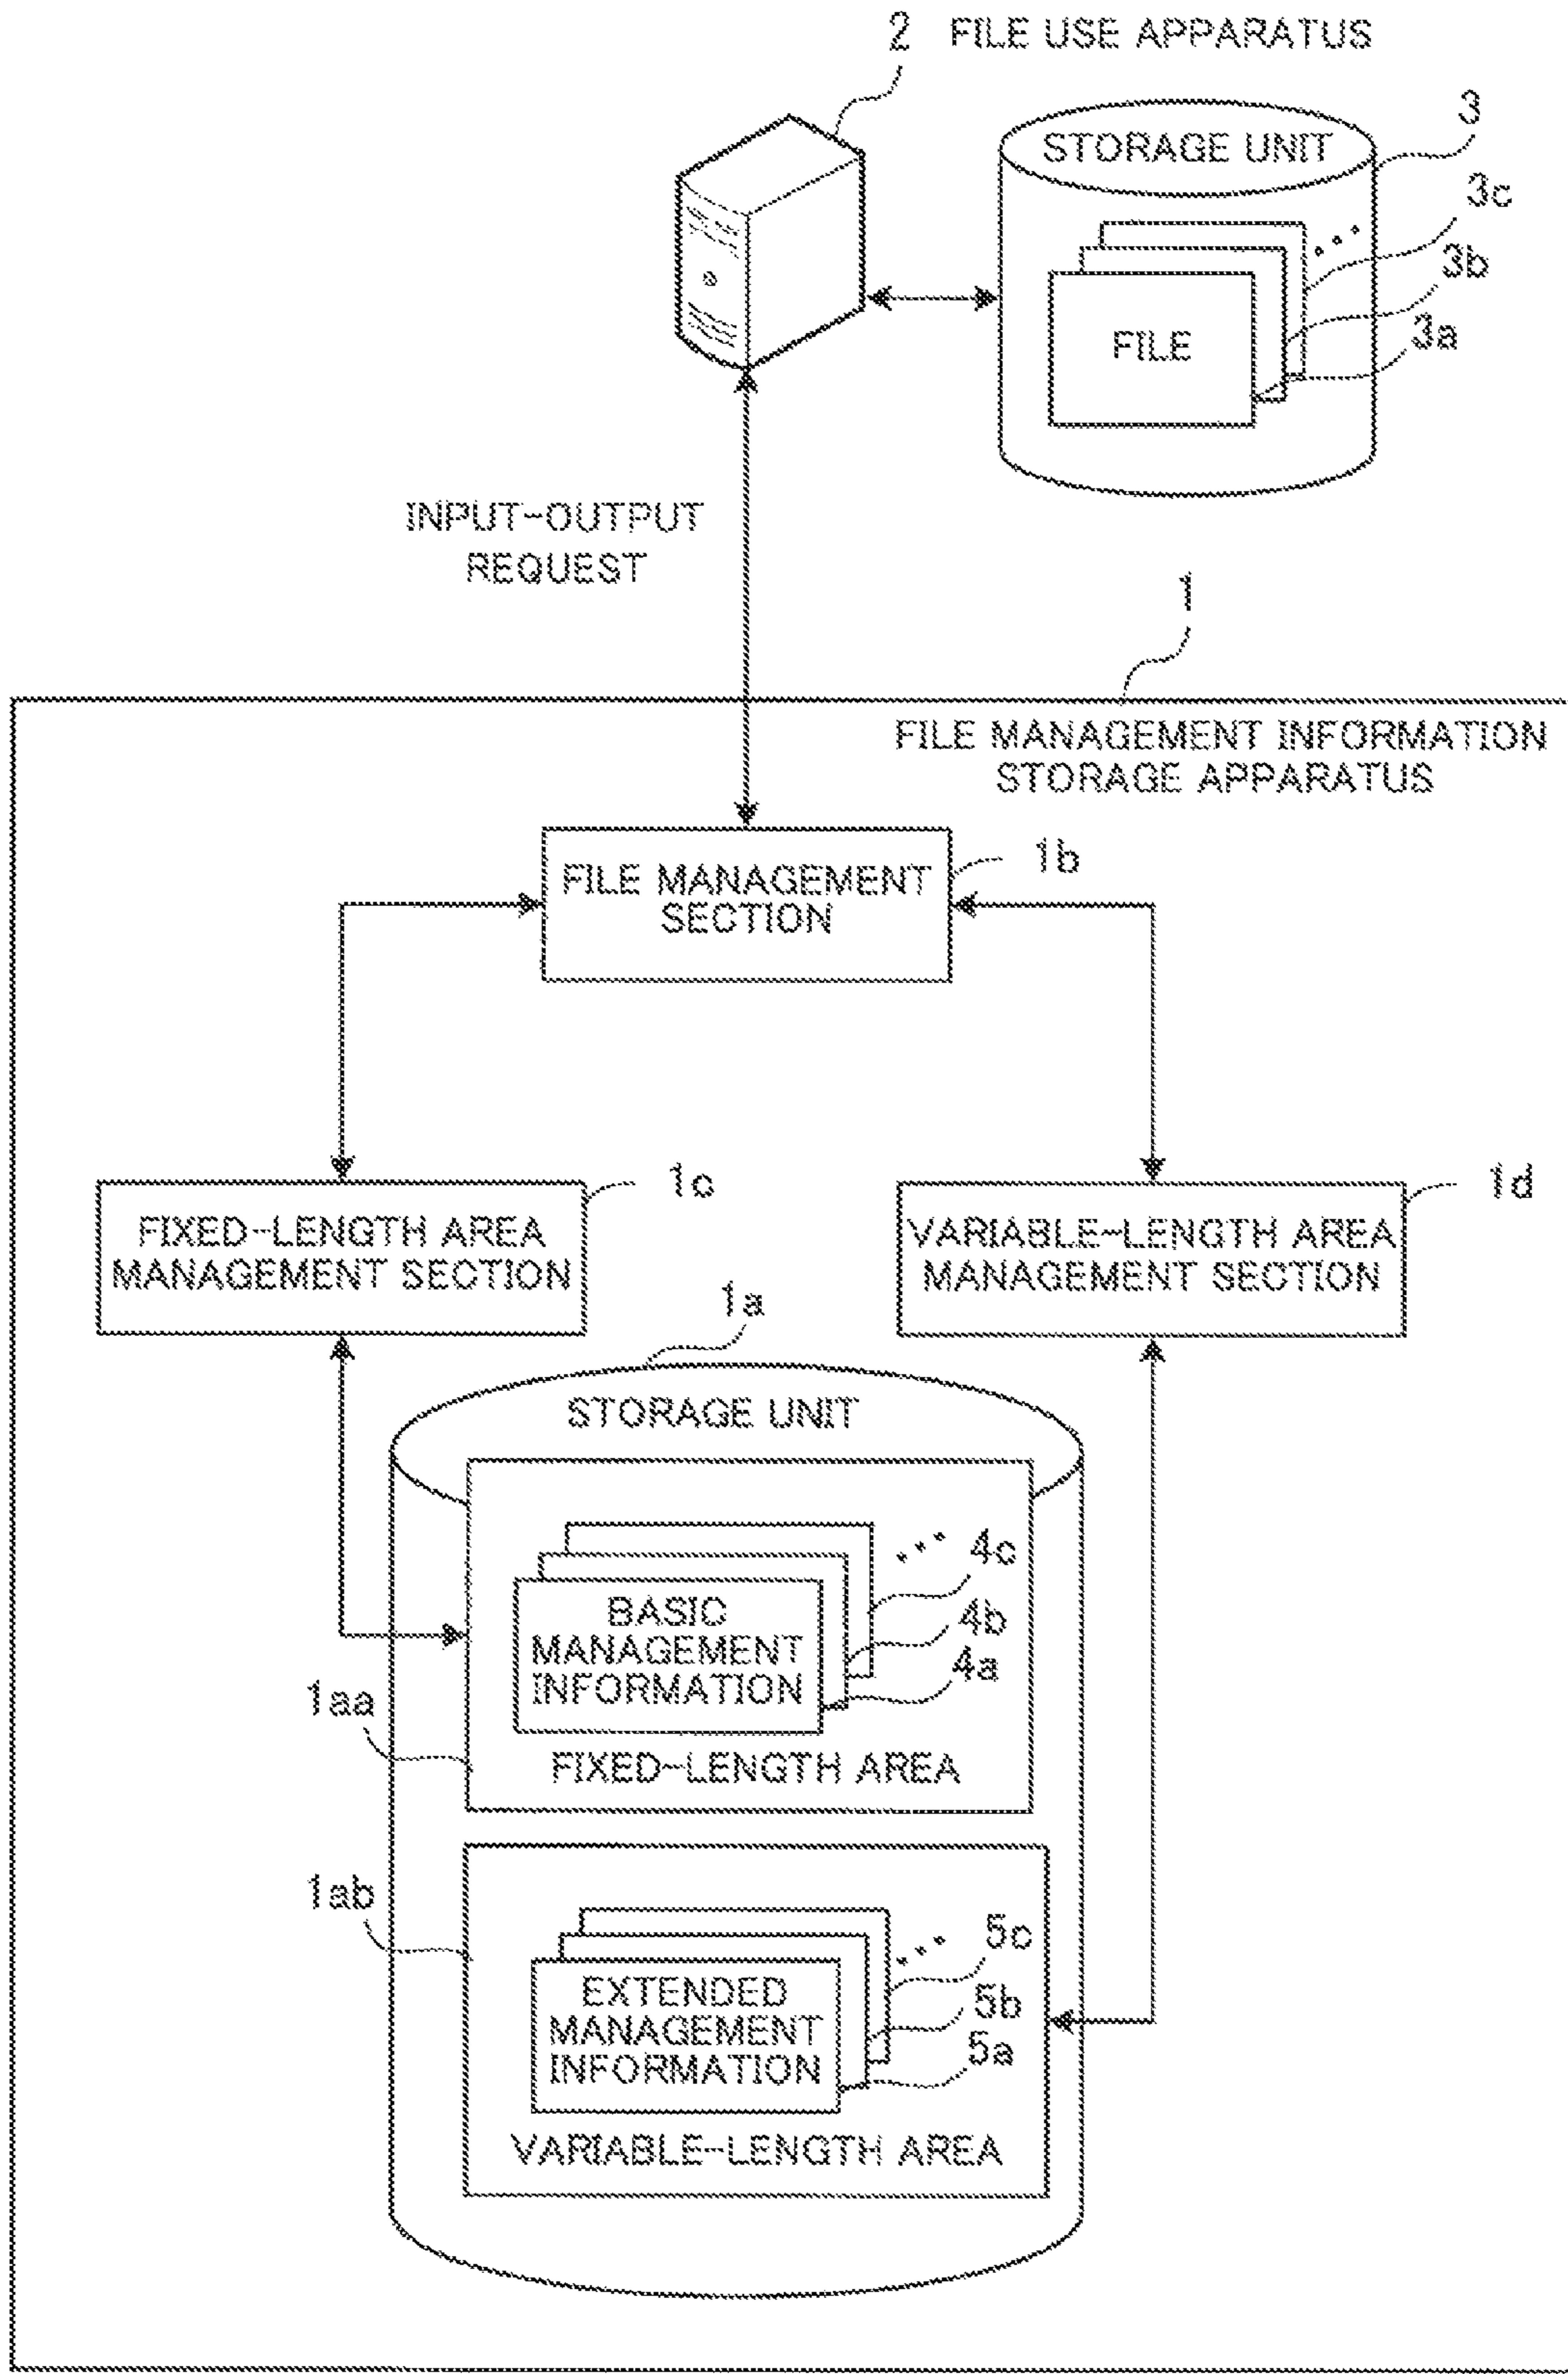 2 FILE USE APPARATUS
3
STORAGE UNIT
3c
3b
3a
FILE
INPUT-OUTPUT
REQUEST
1
FILE MANAGEMENT INFORMATION
STORAGE APPARATUS
1b
FILE MANAGEMENT
SECTION
1c
FIXED-LENGTH AREA
MANAGEMENT SECTION
1d
VARIABLE-LENGTH AREA
MANAGEMENT SECTION
1a
STORAGE UNIT
4c
4b
4a
BASIC
MANAGEMENT
INFORMATION
1aa
FIXED-LENGTH AREA
1ab
5c
5b
5a
EXTENDED
MANAGEMENT
INFORMATION
VARIABLE-LENGTH AREA